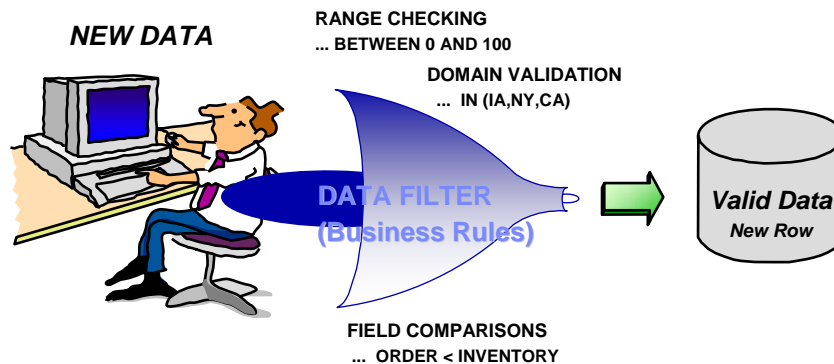 NEW DATA
RANGE CHECKING
... BETWEEN 0 AND 100
DOMAIN VALIDATION
... IN (IA,NY,CA)
DATA FILTER
(Business Rules)
Valid Data
New Row
FIELD COMPARISONS
... ORDER < INVENTORY